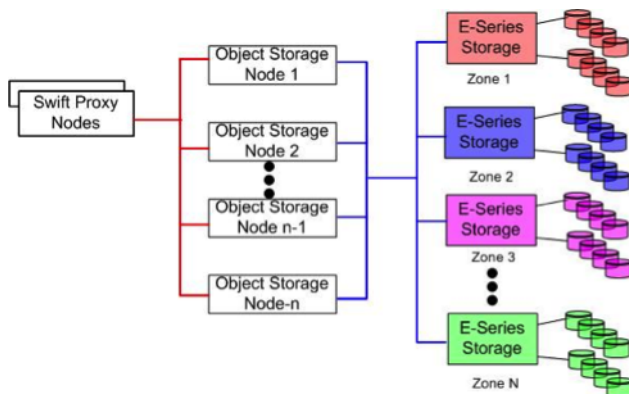 Swift Proxy
Nodes
Object Storage
Node 1
Object Storage
Node 2
Object Storage
Node n-1
Object Storage
Node-n
E-Series
Storage
Zone 1
E-Series
Storage
Zone 2
E-Series
Storage
Zone 3
E-Series
Storage
Zone N